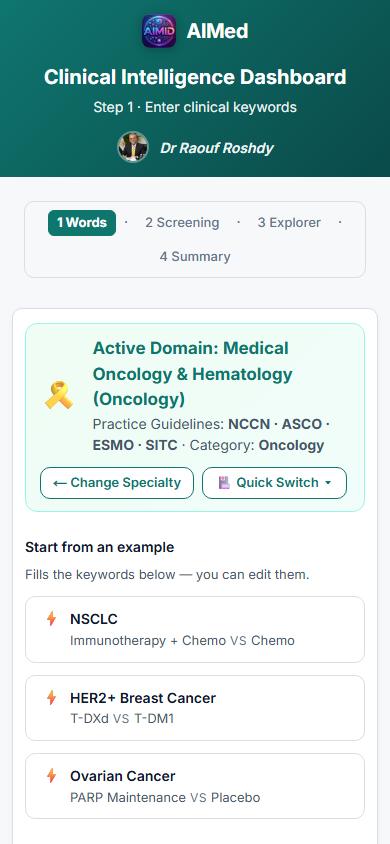 AIMID
AIMed
Clinical Intelligence Dashboard
Step 1 · Enter clinical keywords
Dr Raouf Roshdy
1 Words · 2 Screening · 3 Explorer ·
4 Summary
Active Domain: Medical
Oncology & Hematology
(Oncology)
Practice Guidelines: NCCN · ASCO ·
ESMO · SITC · Category: Oncology
← Change Specialty
Quick Switch
Start from an example
Fills the keywords below — you can edit them.
NSCLC
Immunotherapy + Chemo VS Chemo
HER2+ Breast Cancer
T-DXd VS T-DM1
Ovarian Cancer
PARP Maintenance VS Placebo